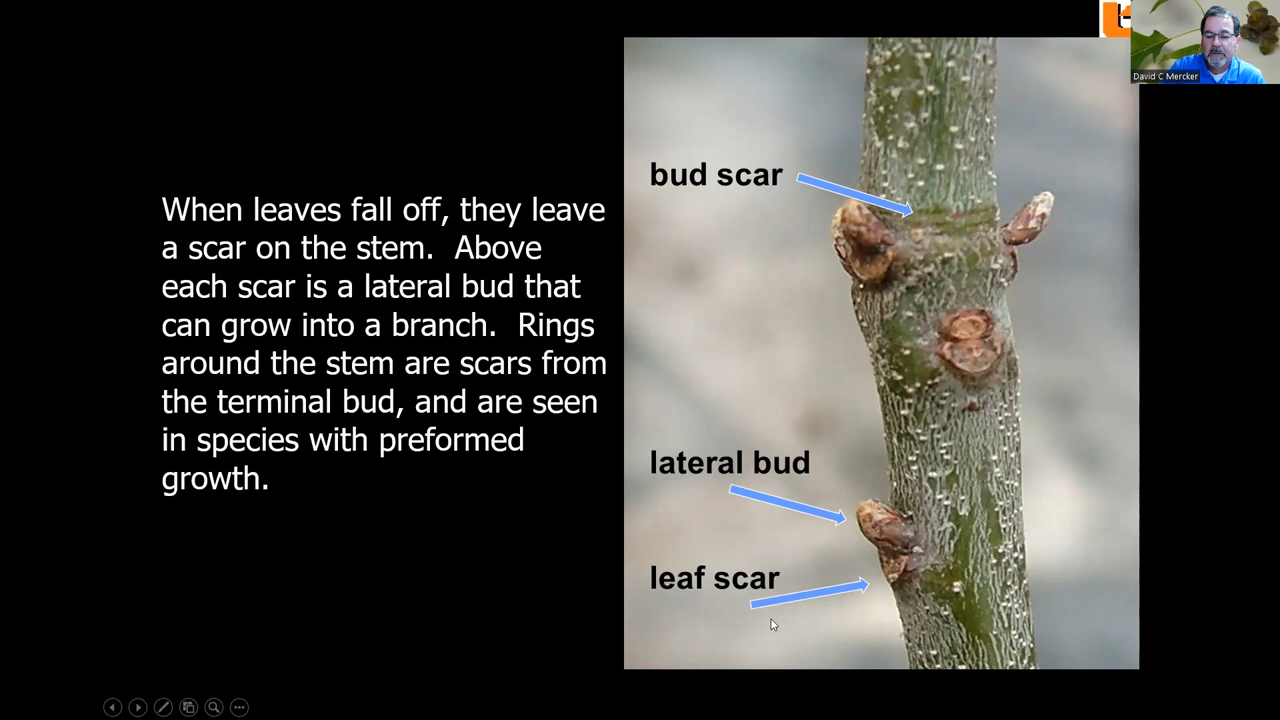 David C Mercker
bud scar
When leaves fall off, they leave
a scar on the stem.  Above
each scar is a lateral bud that
can grow into a branch.  Rings
around the stem are scars from
the terminal bud, and are seen
in species with preformed
growth.
lateral bud
leaf scar